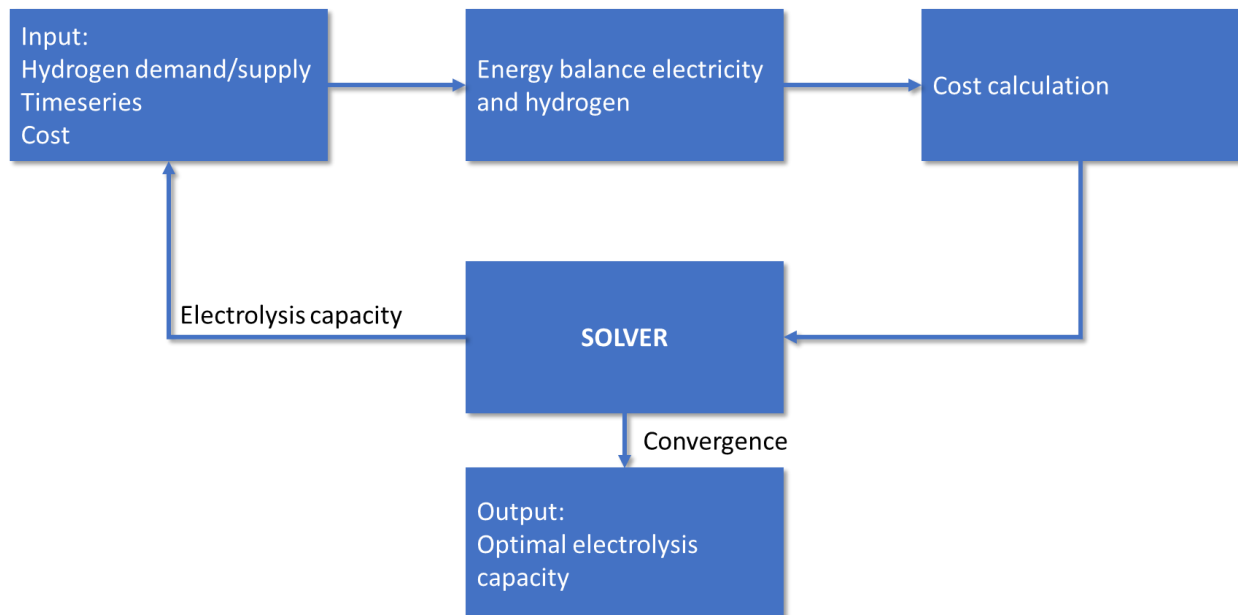 Input:
Hydrogen demand/supply
Timeseries
Cost
Energy balance electricity
and hydrogen
Cost calculation
Electrolysis capacity
SOLVER
Convergence
Output:
Optimal electrolysis
capacity